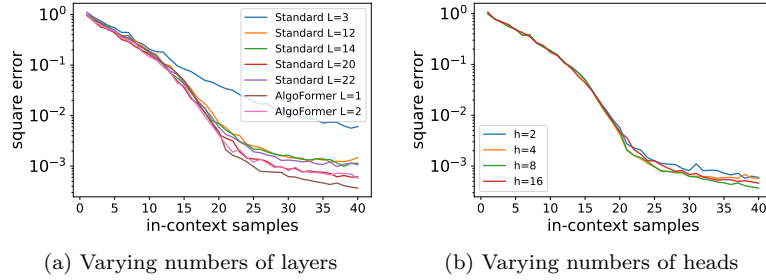 10⁰
10⁻¹
10⁻²
10⁻³
square error
0 5 10 15 20 25 30 35 40
in-context samples
Standard L=3
Standard L=12
Standard L=14
Standard L=20
Standard L=22
AlgoFormer L=1
AlgoFormer L=2
(a) Varying numbers of layers
10⁰
10⁻¹
10⁻²
10⁻³
square error
0 5 10 15 20 25 30 35 40
in-context samples
h=2
h=4
h=8
h=16
(b) Varying numbers of heads